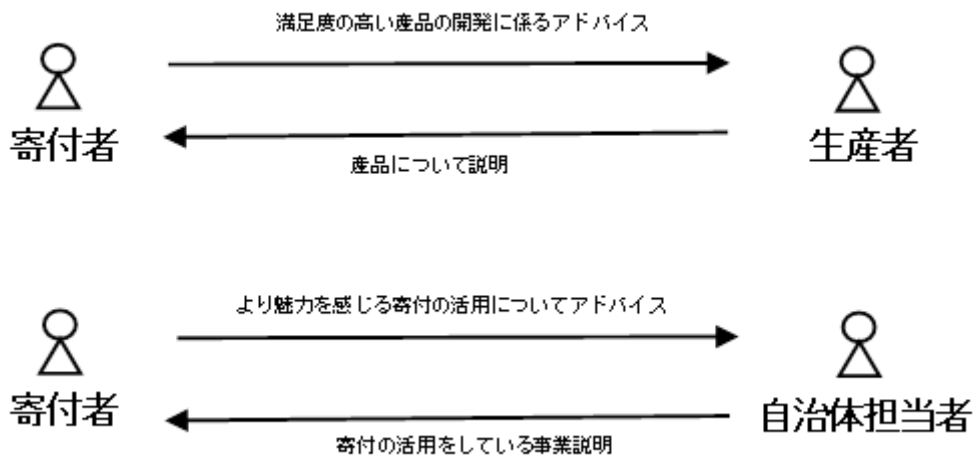 満足度の高い産品の開発に係るアドバイス
寄付者
生産者
産品について説明
より魅力を感じる寄付の活用についてアドバイス
寄付者
自治体担当者
寄付の活用をしている事業説明